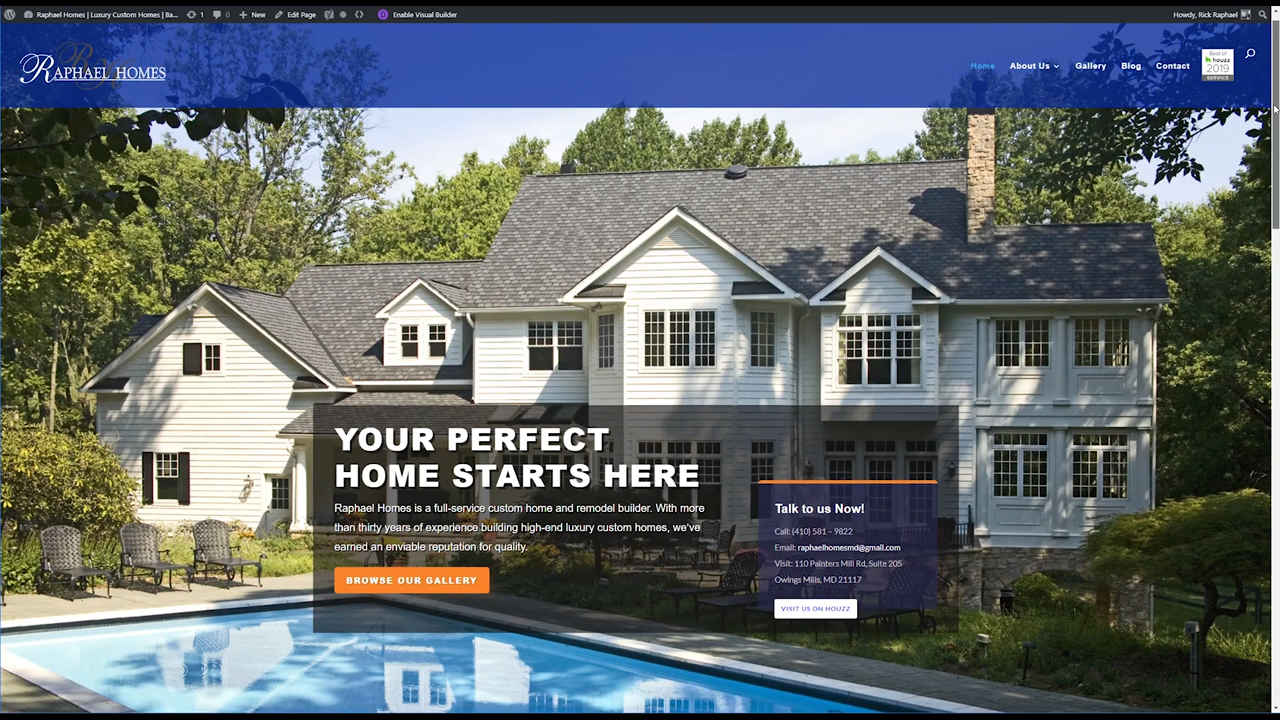 Raphael Homes | Luxury Custom Homes | Ba... 1 0 New Edit Page Enable Visual Builder Howdy, Rick Raphael
RAPHAEL HOMES
Home About Us Gallery Blog Contact
Best of
houzz
2019
SERVICE
YOUR PERFECT
HOME STARTS HERE
Raphael Homes is a full-service custom home and remodel builder. With more
than thirty years of experience building high-end luxury custom homes, we've
earned an enviable reputation for quality.
BROWSE OUR GALLERY
Talk to us Now!
Call: (410) 581 – 9822
Email: raphaelhomesmd@gmail.com
Visit: 110 Painters Mill Rd, Suite 205
Owings Mills, MD 21117
VISIT US ON HOUZZ